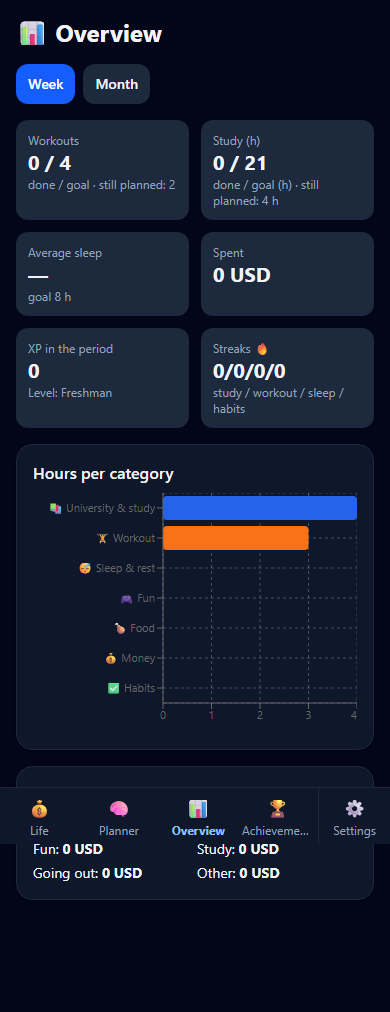 📊 Overview
Week Month
Workouts
0 / 4
done / goal · still planned: 2
Study (h)
0 / 21
done / goal (h) · still
planned: 4 h
Average sleep
—
goal 8 h
Spent
0 USD
XP in the period
0
Level: Freshman
Streaks 🔥
0/0/0/0
study / workout / sleep /
habits
Hours per category
📚 University & study
🏋️ Workout
😴 Sleep & rest
🎮 Fun
🍗 Food
💰 Money
✅ Habits
0 1 2 3 4
Life Planner Overview Achieveme... Settings
Fun: 0 USD Study: 0 USD
Going out: 0 USD Other: 0 USD